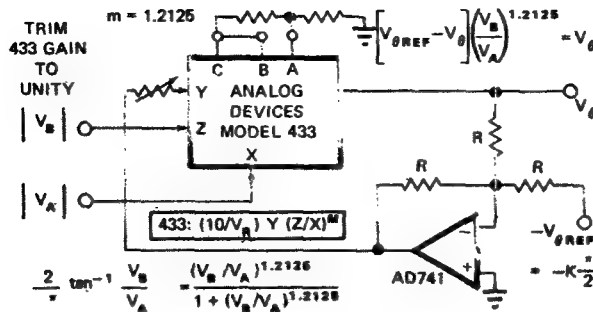 TRIM
433 GAIN
TO
UNITY
m = 1.2125
[V_θREF − V_θ] (V_B/V_A)^1.2125 = V_θ
C B A
Y
ANALOG
DEVICES
MODEL 433
Z
X
|V_B|
|V_A|
V_θ
R
R
R
433: (10/V_R) Y (Z/X)^M
−V_θREF
= −K π/2
−
+
AD741
2/π tan⁻¹ V_B/V_A = (V_B/V_A)^1.2125 / 1 + (V_B/V_A)^1.2125